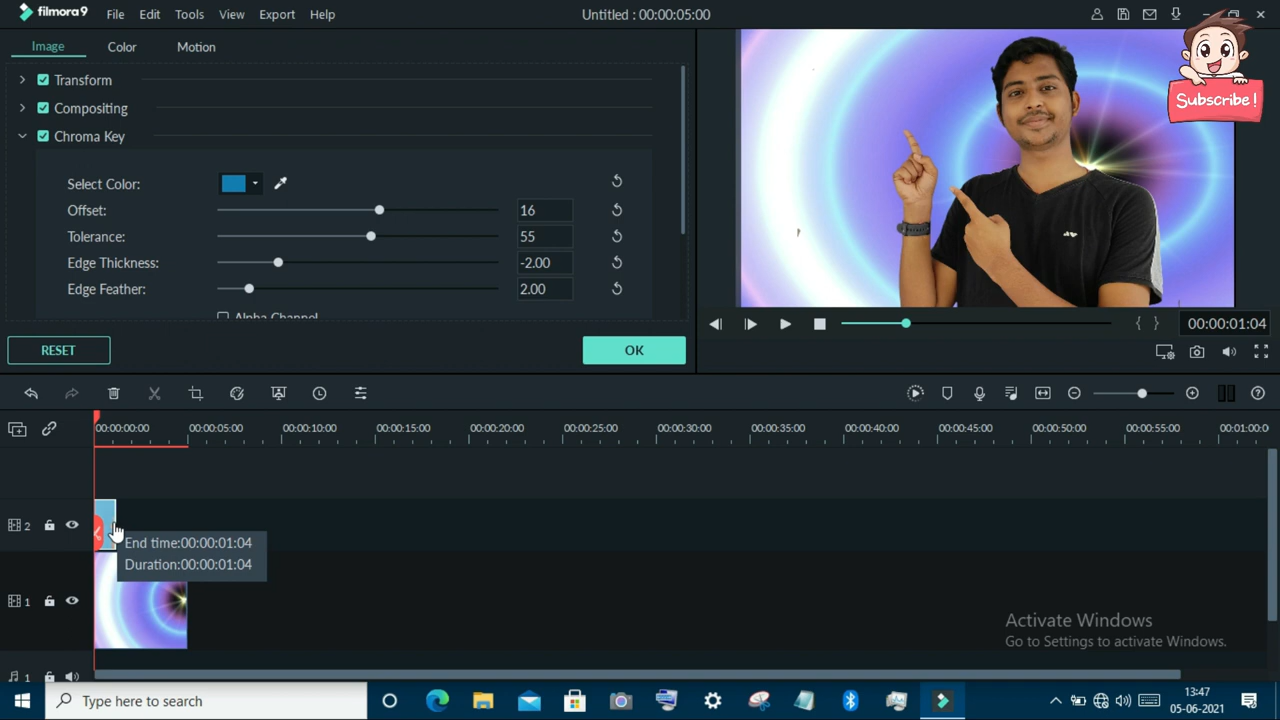 filmora9 File Edit Tools View Export Help Untitled : 00:00:05:00
Image Color Motion
Subscribe !
Transform
Compositing
Chroma Key
Select Color:
Offset: 16
Tolerance: 55
Edge Thickness: -2.00
Edge Feather: 2.00
Alpha Channel
00:00:01:04
RESET OK
00:00:00:00 00:00:05:00 00:00:10:00 00:00:15:00 00:00:20:00 00:00:25:00 00:00:30:00 00:00:35:00 00:00:40:00 00:00:45:00 00:00:50:00 00:00:55:00 00:01:00:0
2
End time:00:00:01:04
Duration:00:00:01:04
1
Activate Windows
Go to Settings to activate Windows.
1
Type here to search
13:47
05-06-2021